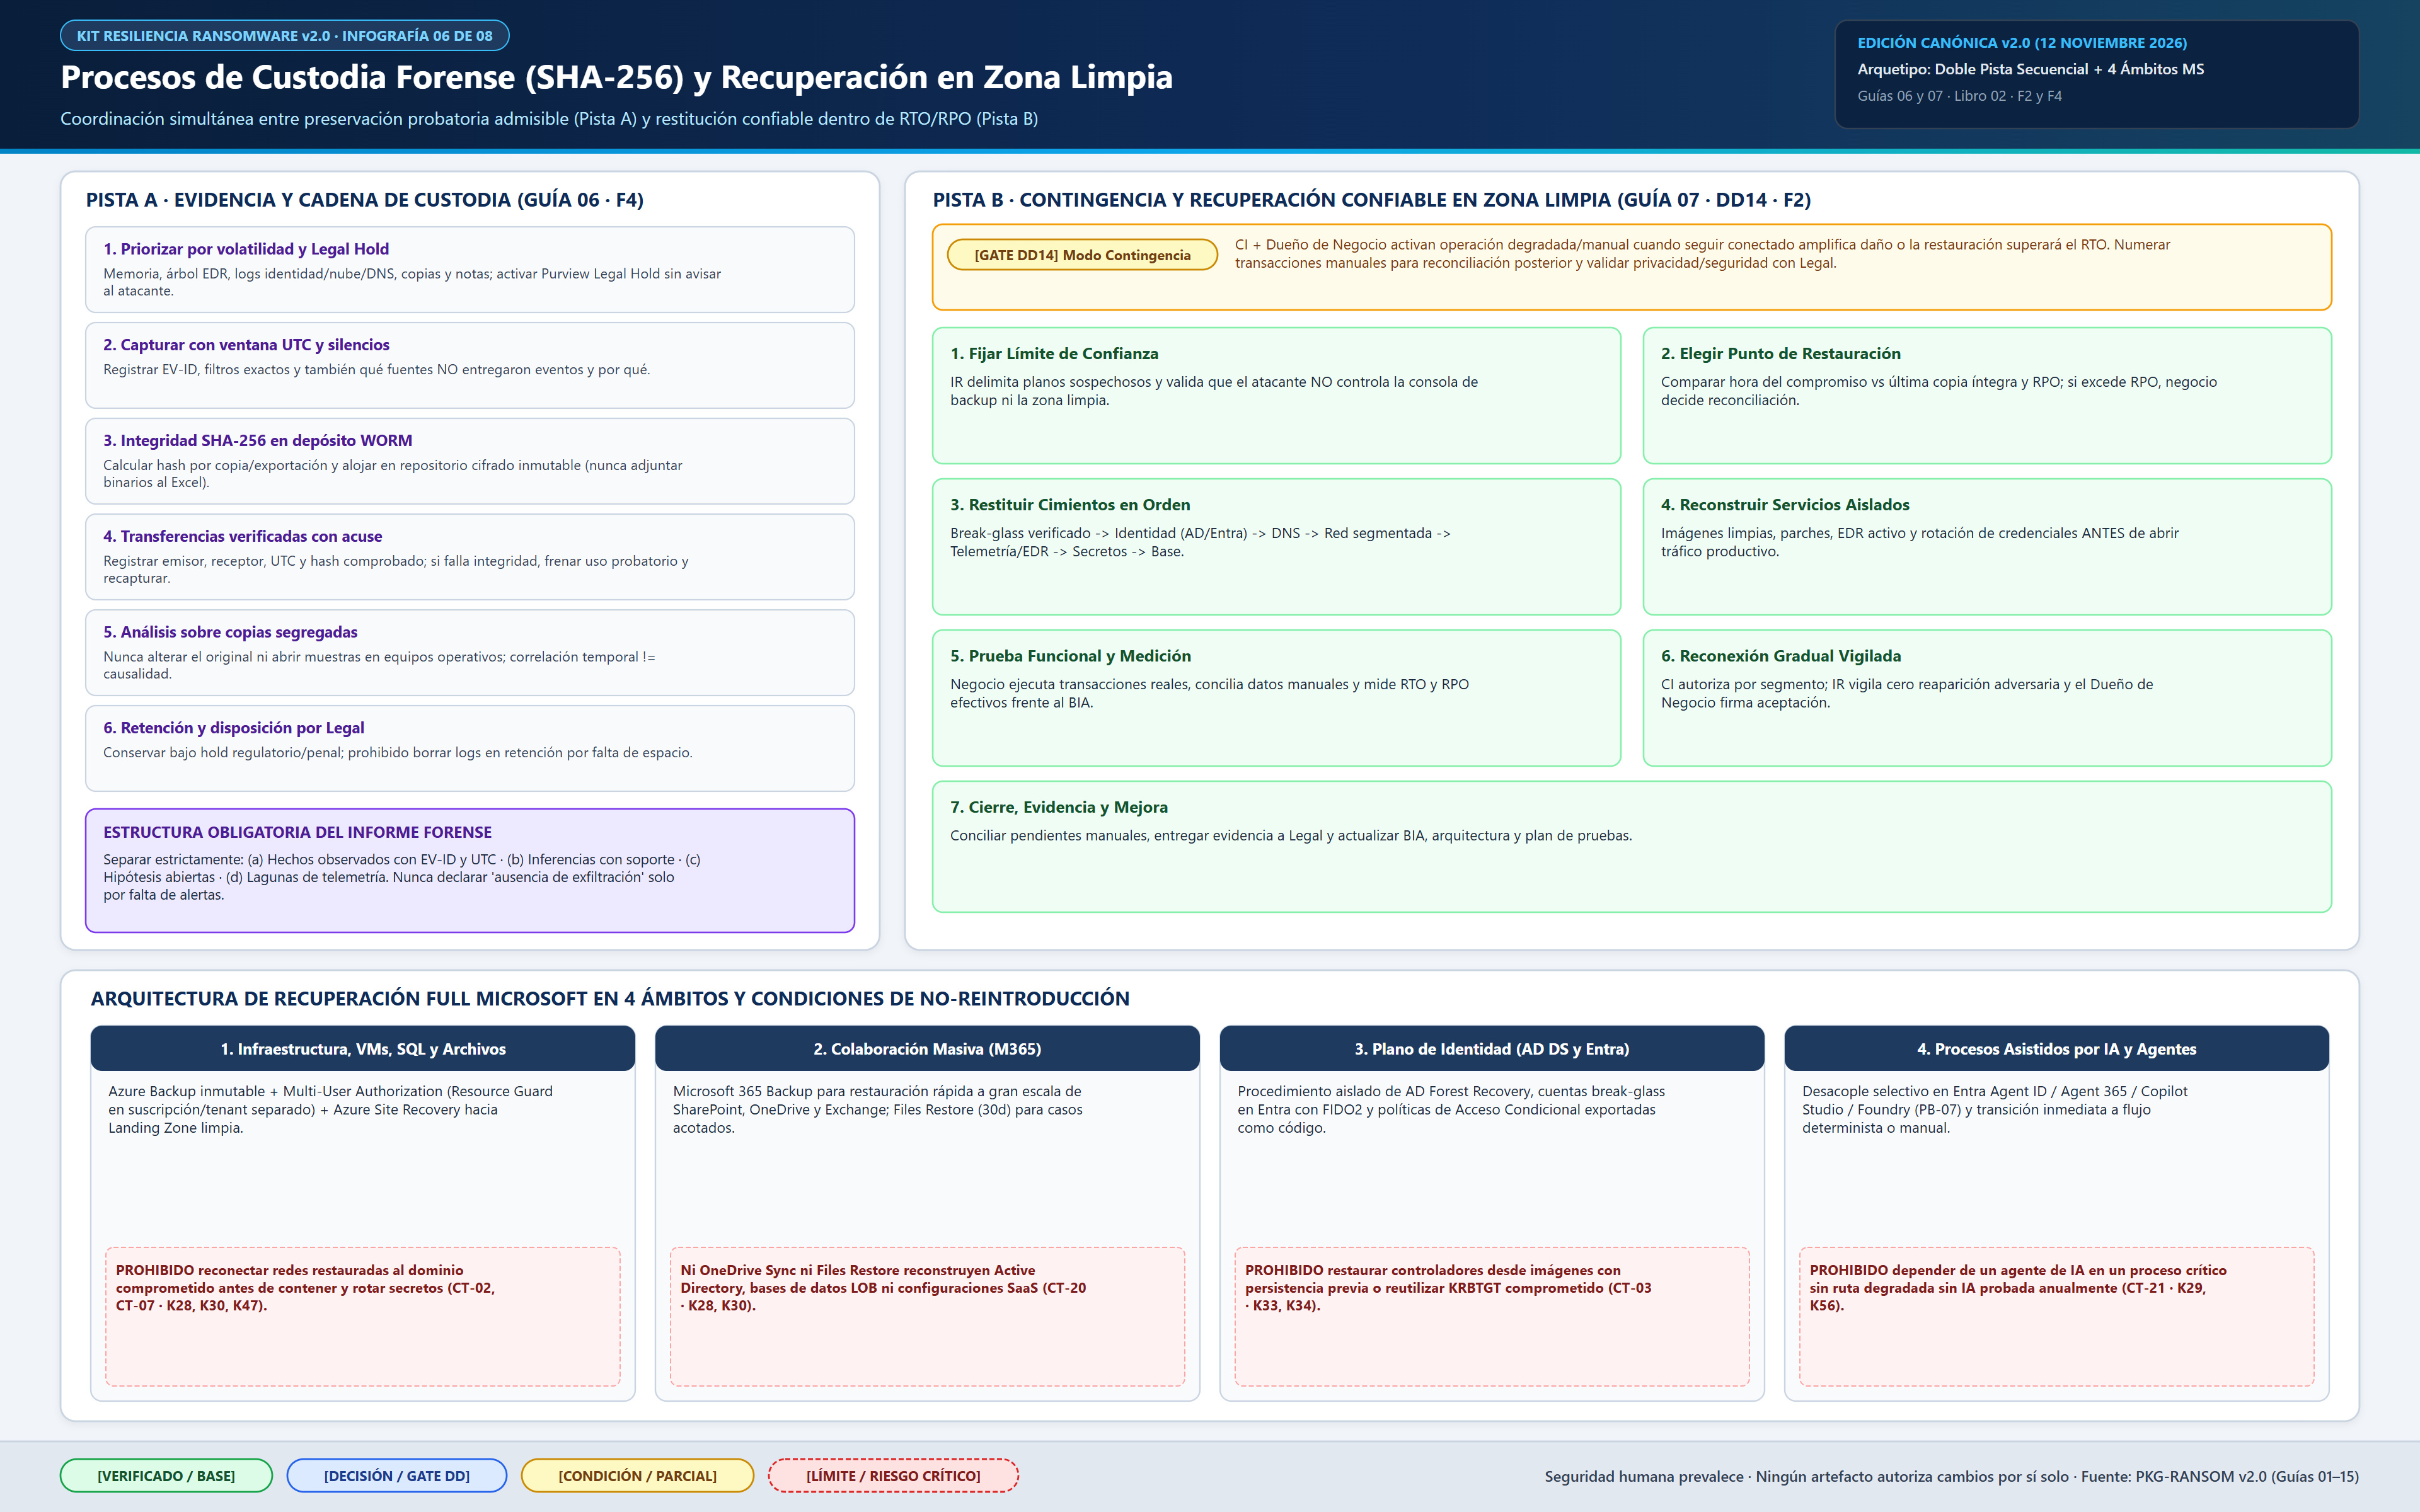 KIT RESILIENCIA RANSOMWARE v2.0 · INFOGRAFÍA 06 DE 08
Procesos de Custodia Forense (SHA-256) y Recuperación en Zona Limpia
Coordinación simultánea entre preservación probatoria admisible (Pista A) y restitución confiable dentro de RTO/RPO (Pista B)
EDICIÓN CANÓNICA v2.0 (12 NOVIEMBRE 2026)
Arquetipo: Doble Pista Secuencial + 4 Ámbitos MS
Guías 06 y 07 · Libro 02 · F2 y F4
PISTA A · EVIDENCIA Y CADENA DE CUSTODIA (GUÍA 06 · F4)
1. Priorizar por volatilidad y Legal Hold
Memoria, árbol EDR, logs identidad/nube/DNS, copias y notas; activar Purview Legal Hold sin avisar
al atacante.
2. Capturar con ventana UTC y silencios
Registrar EV-ID, filtros exactos y también qué fuentes NO entregaron eventos y por qué.
3. Integridad SHA-256 en depósito WORM
Calcular hash por copia/exportación y alojar en repositorio cifrado inmutable (nunca adjuntar
binarios al Excel).
4. Transferencias verificadas con acuse
Registrar emisor, receptor, UTC y hash comprobado; si falla integridad, frenar uso probatorio y
recapturar.
5. Análisis sobre copias segregadas
Nunca alterar el original ni abrir muestras en equipos operativos; correlación temporal !=
causalidad.
6. Retención y disposición por Legal
Conservar bajo hold regulatorio/penal; prohibido borrar logs en retención por falta de espacio.
ESTRUCTURA OBLIGATORIA DEL INFORME FORENSE
Separar estrictamente: (a) Hechos observados con EV-ID y UTC · (b) Inferencias con soporte · (c)
Hipótesis abiertas · (d) Lagunas de telemetría. Nunca declarar 'ausencia de exfiltración' solo
por falta de alertas.
PISTA B · CONTINGENCIA Y RECUPERACIÓN CONFIABLE EN ZONA LIMPIA (GUÍA 07 · DD14 · F2)
[GATE DD14] Modo Contingencia
CI + Dueño de Negocio activan operación degradada/manual cuando seguir conectado amplifica daño o la restauración superará el RTO. Numerar
transacciones manuales para reconciliación posterior y validar privacidad/seguridad con Legal.
1. Fijar Límite de Confianza
IR delimita planos sospechosos y valida que el atacante NO controla la consola de
backup ni la zona limpia.
2. Elegir Punto de Restauración
Comparar hora del compromiso vs última copia íntegra y RPO; si excede RPO, negocio
decide reconciliación.
3. Restituir Cimientos en Orden
Break-glass verificado -> Identidad (AD/Entra) -> DNS -> Red segmentada ->
Telemetría/EDR -> Secretos -> Base.
4. Reconstruir Servicios Aislados
Imágenes limpias, parches, EDR activo y rotación de credenciales ANTES de abrir
tráfico productivo.
5. Prueba Funcional y Medición
Negocio ejecuta transacciones reales, concilia datos manuales y mide RTO y RPO
efectivos frente al BIA.
6. Reconexión Gradual Vigilada
CI autoriza por segmento; IR vigila cero reaparición adversaria y el Dueño de
Negocio firma aceptación.
7. Cierre, Evidencia y Mejora
Conciliar pendientes manuales, entregar evidencia a Legal y actualizar BIA, arquitectura y plan de pruebas.
ARQUITECTURA DE RECUPERACIÓN FULL MICROSOFT EN 4 ÁMBITOS Y CONDICIONES DE NO-REINTRODUCCIÓN
1. Infraestructura, VMs, SQL y Archivos
Azure Backup inmutable + Multi-User Authorization (Resource Guard
en suscripción/tenant separado) + Azure Site Recovery hacia
Landing Zone limpia.
PROHIBIDO reconectar redes restauradas al dominio
comprometido antes de contener y rotar secretos (CT-02,
CT-07 · K28, K30, K47).
2. Colaboración Masiva (M365)
Microsoft 365 Backup para restauración rápida a gran escala de
SharePoint, OneDrive y Exchange; Files Restore (30d) para casos
acotados.
Ni OneDrive Sync ni Files Restore reconstruyen Active
Directory, bases de datos LOB ni configuraciones SaaS (CT-20
· K28, K30).
3. Plano de Identidad (AD DS y Entra)
Procedimiento aislado de AD Forest Recovery, cuentas break-glass
en Entra con FIDO2 y políticas de Acceso Condicional exportadas
como código.
PROHIBIDO restaurar controladores desde imágenes con
persistencia previa o reutilizar KRBTGT comprometido (CT-03
· K33, K34).
4. Procesos Asistidos por IA y Agentes
Desacople selectivo en Entra Agent ID / Agent 365 / Copilot
Studio / Foundry (PB-07) y transición inmediata a flujo
determinista o manual.
PROHIBIDO depender de un agente de IA en un proceso crítico
sin ruta degradada sin IA probada anualmente (CT-21 · K29,
K56).
[VERIFICADO / BASE]
[DECISIÓN / GATE DD]
[CONDICIÓN / PARCIAL]
[LÍMITE / RIESGO CRÍTICO]
Seguridad humana prevalece · Ningún artefacto autoriza cambios por sí solo · Fuente: PKG-RANSOM v2.0 (Guías 01–15)